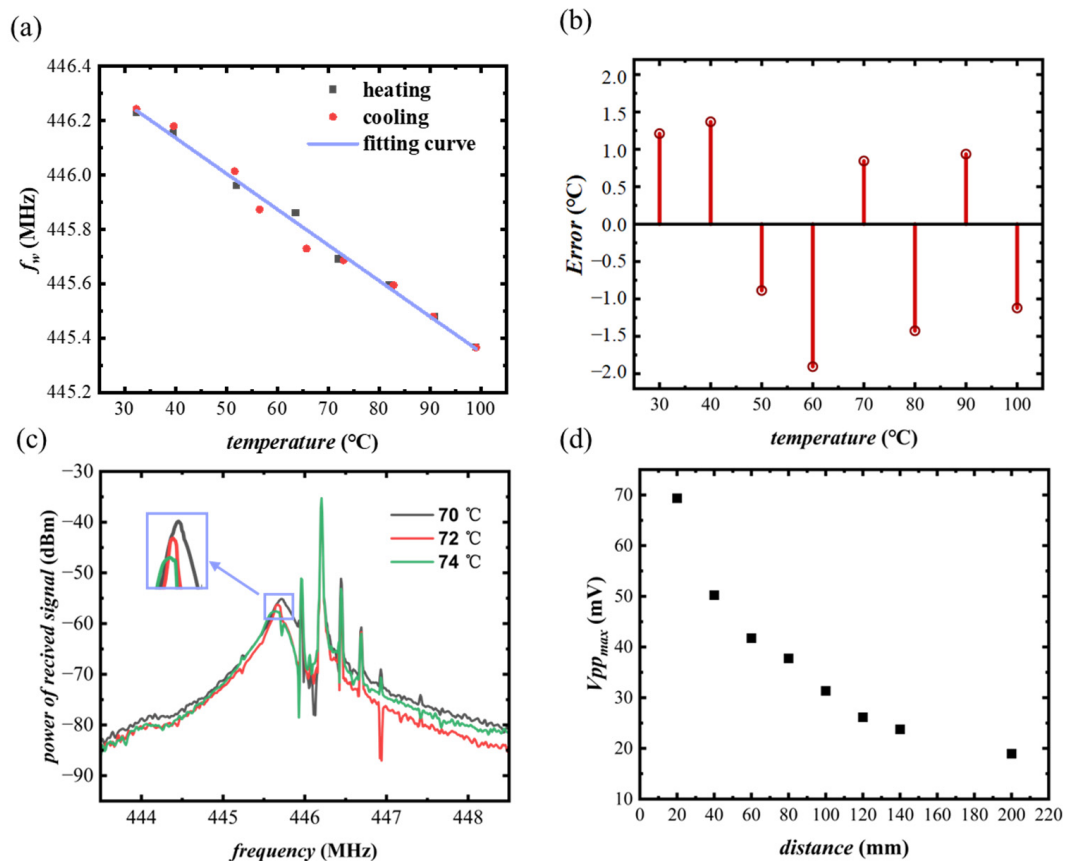 (a)
446.4
446.2
446.0
445.8
445.6
445.4
445.2
f_w (MHz)
heating
cooling
fitting curve
30 40 50 60 70 80 90 100
temperature (°C)
(b)
2.0
1.5
1.0
0.5
0.0
0.0
−0.5
−1.0
−1.5
−2.0
Error (°C)
30 40 50 60 70 80 90 100
temperature (°C)
(c)
−30
−40
−50
−60
−70
−80
−90
power of recived signal (dBm)
70 ℃
72 ℃
74 ℃
444 445 446 447 448
frequency (MHz)
(d)
70
60
50
40
30
20
10
Vpp_max (mV)
0 20 40 60 80 100 120 140 160 180 200 220
distance (mm)